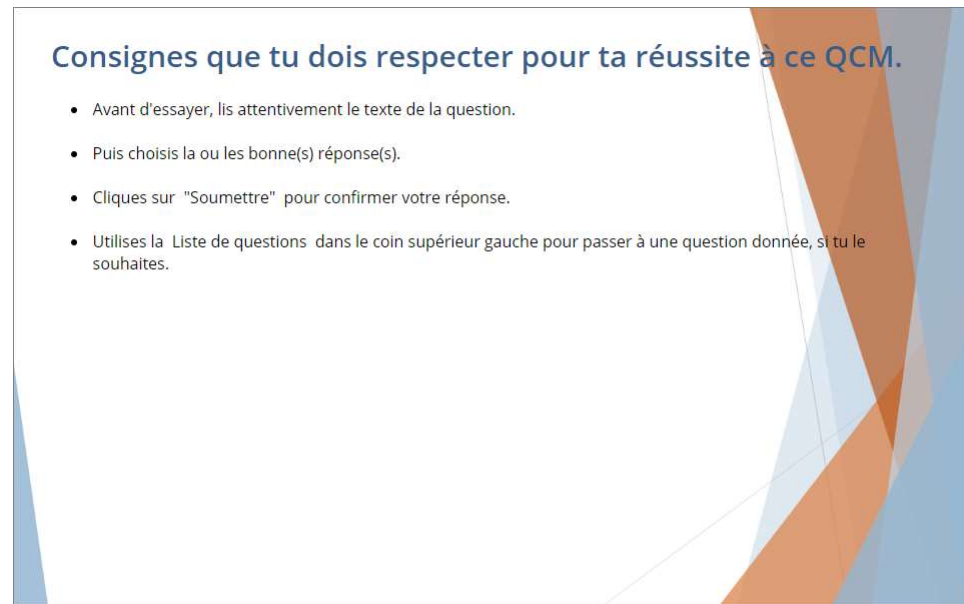 Consignes que tu dois respecter pour ta réussite à ce QCM.
• Avant d'essayer, lis attentivement le texte de la question.
• Puis choisis la ou les bonne(s) réponse(s).
• Cliques sur "Soumettre" pour confirmer votre réponse.
• Utilises la Liste de questions dans le coin supérieur gauche pour passer à une question donnée, si tu le
souhaites.